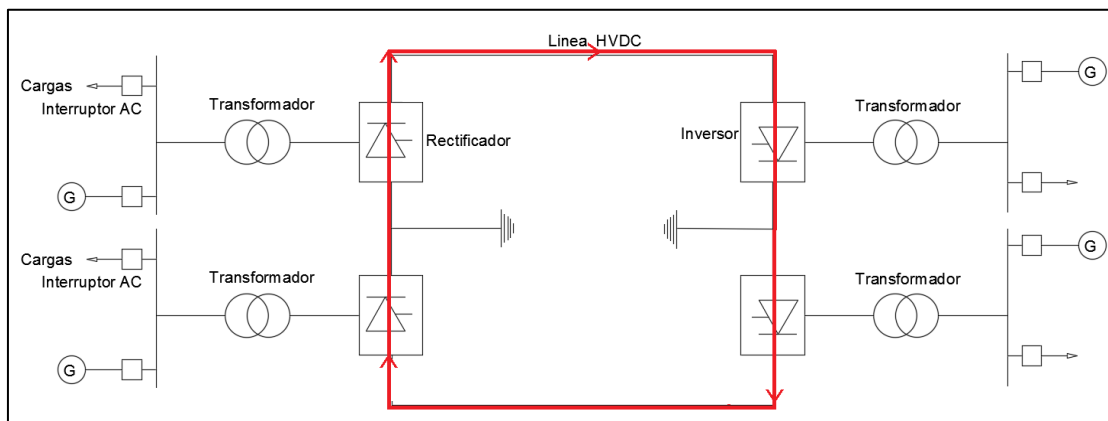 Linea HVDC
Cargas
Interruptor AC
Transformador
Rectificador
Inversor
Transformador
G
G
Cargas
Interruptor AC
Transformador
Transformador
G
G